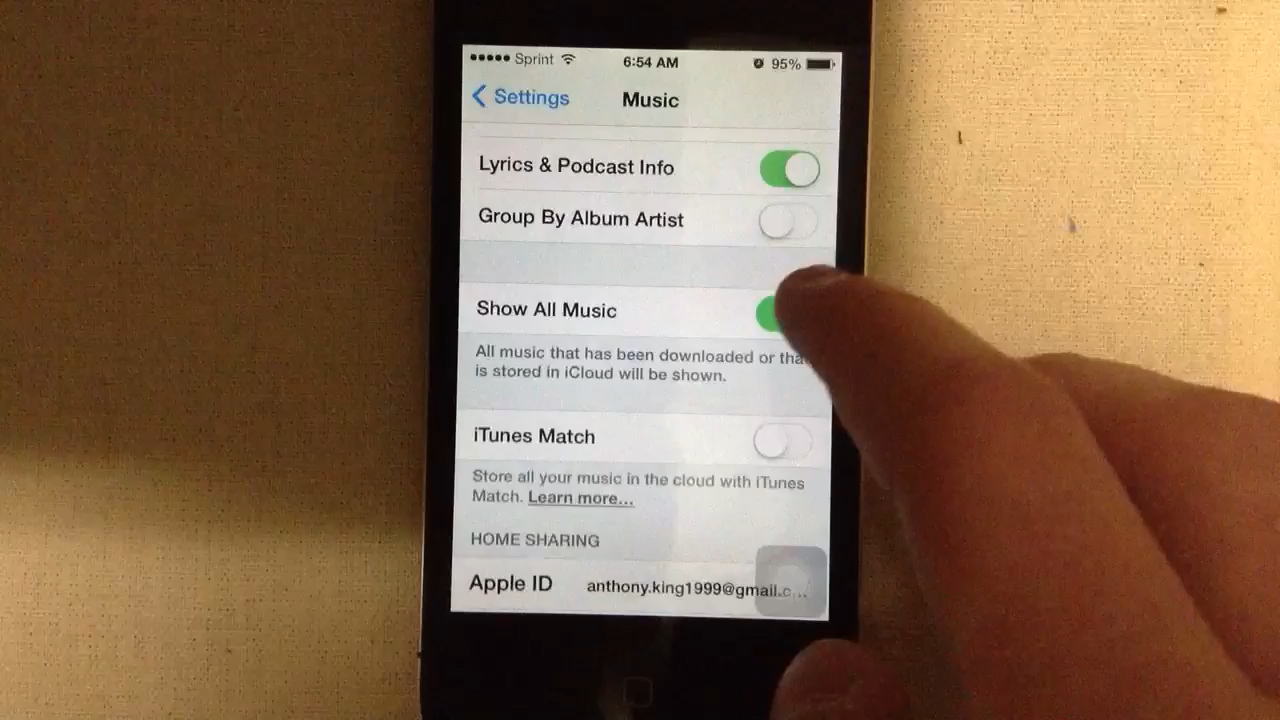 Sprint 6:54 AM 95%
Settings Music
Lyrics & Podcast Info
Group By Album Artist
Show All Music
All music that has been downloaded or
is stored in iCloud will be shown.
iTunes Match
Store all your music in the cloud with iTunes
Match. Learn more...
HOME SHARING
Apple ID anthony.king1999@gmail.c...